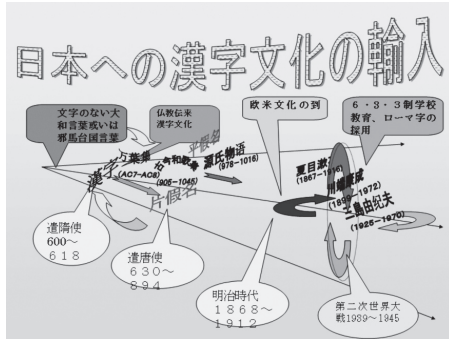 日本への漢字文化の輸入
文字のない大
和言葉或いは
邪馬台国言葉
仏教伝来
漢字文化
欧米文化の到
6・3・3制学校
教育、ローマ字の
採用
平假名
漢字
万葉集
(AC7-AC8)
古今和歌集
(905-1045)
源氏物语
(978-1016)
片假名
夏目漱石
(1867-1916)
川端康成
(1899-1972)
三島由纪夫
(1925-1970)
遣隋使
600～
618
遣唐使
630～
894
明治時代
1868～
1912
第二次世界大
戦1939～1945